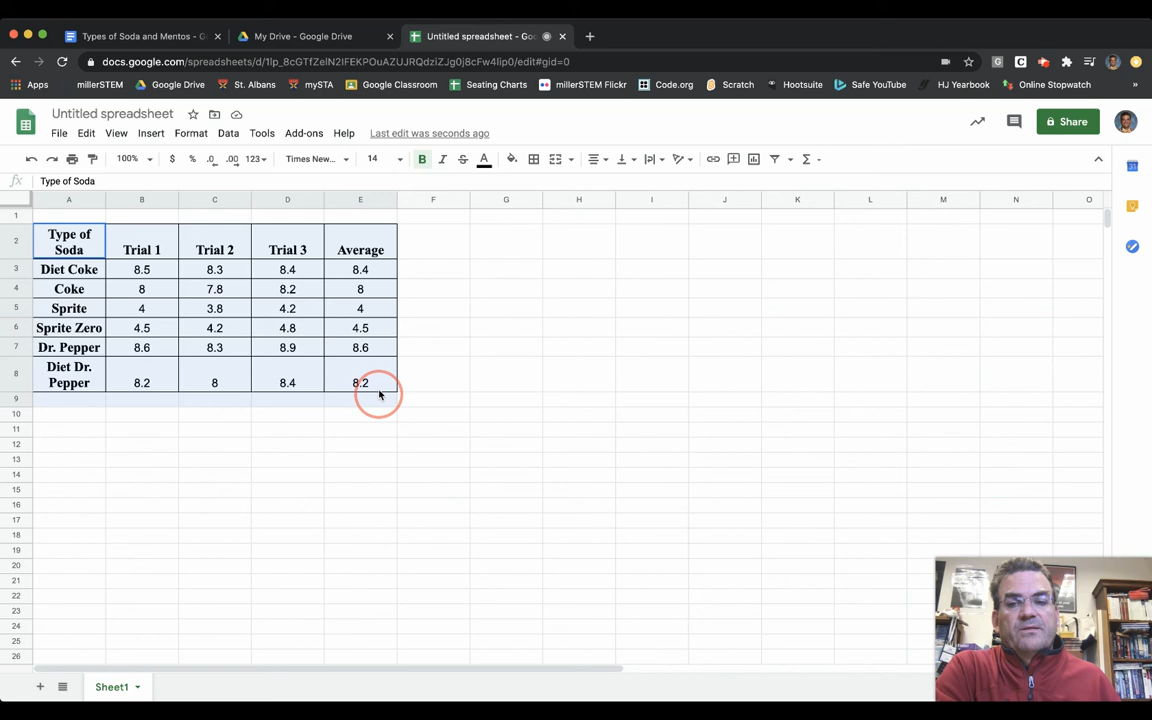 Types of Soda and Mentos - Go
My Drive - Google Drive
Untitled spreadsheet - Goo
docs.google.com/spreadsheets/d/1lp_8cGTfZelN2IFEKPOuAZUJRQdziZJg0j8cFw4lip0/edit#gid=0
Apps millerSTEM Google Drive St. Albans mySTA Google Classroom Seating Charts millerSTEM Flickr Code.org Scratch Hootsuite Safe YouTube HJ Yearbook Online Stopwatch »
Untitled spreadsheet
File Edit View Insert Format Data Tools Add-ons Help Last edit was seconds ago
Share
100% $ % .0 .00 123 Times New... 14 B I S A Σ
fx Type of Soda
A B C D E F G H I J K L M N O
1
2 Type of Soda Trial 1 Trial 2 Trial 3 Average
3 Diet Coke 8.5 8.3 8.4 8.4
4 Coke 8 7.8 8.2 8
5 Sprite 4 3.8 4.2 4
6 Sprite Zero 4.5 4.2 4.8 4.5
7 Dr. Pepper 8.6 8.3 8.9 8.6
8 Diet Dr. Pepper 8.2 8 8.4 8.2
9
10
11
12
13
14
15
16
17
18
19
20
21
22
23
24
25
26
Sheet1